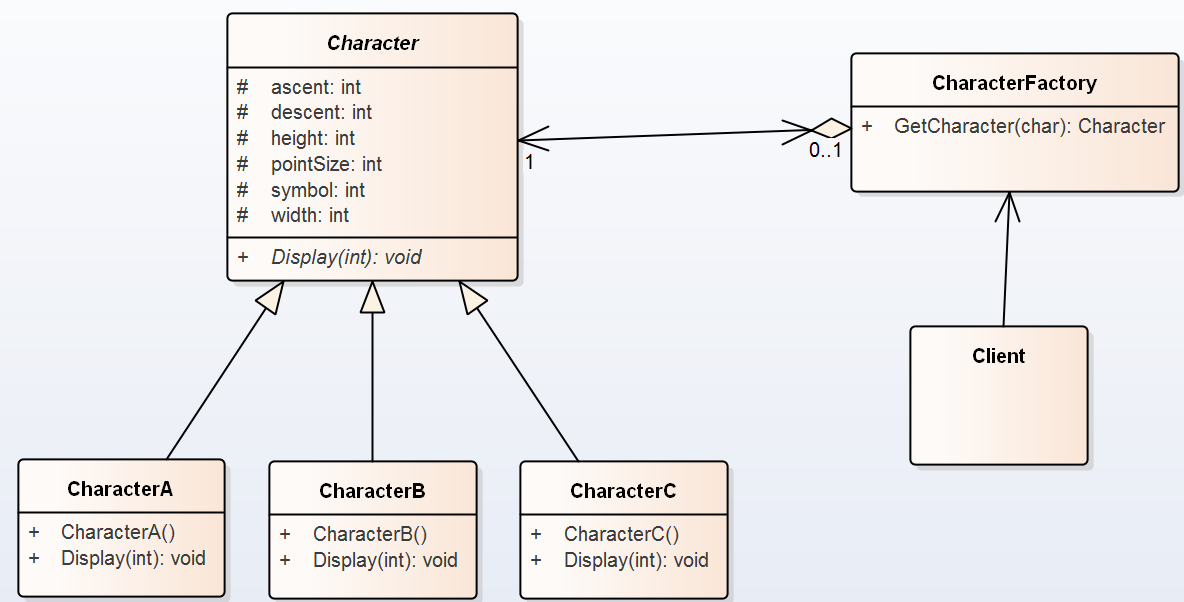 Character
# ascent: int
# descent: int
# height: int
# pointSize: int
# symbol: int
# width: int
+ Display(int): void
1
0..1
CharacterFactory
+ GetCharacter(char): Character
Client
CharacterA
+ CharacterA()
+ Display(int): void
CharacterB
+ CharacterB()
+ Display(int): void
CharacterC
+ CharacterC()
+ Display(int): void